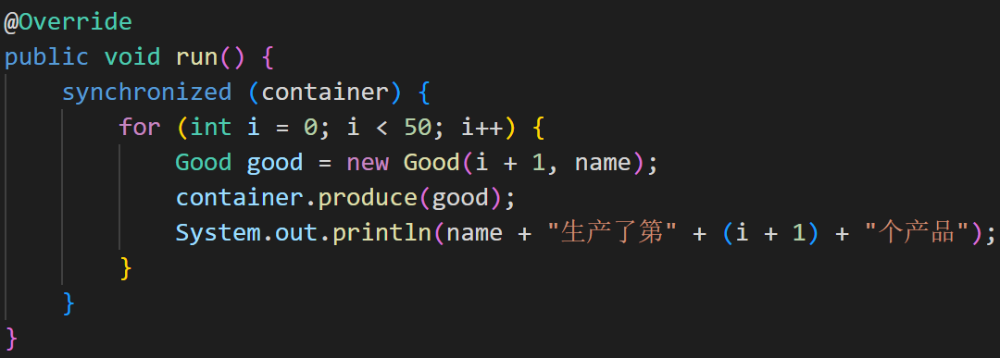 @Override
public void run() {
    synchronized (container) {
        for (int i = 0; i < 50; i++) {
            Good good = new Good(i + 1, name);
            container.produce(good);
            System.out.println(name + "生产了第" + (i + 1) + "个产品");
        }
    }
}